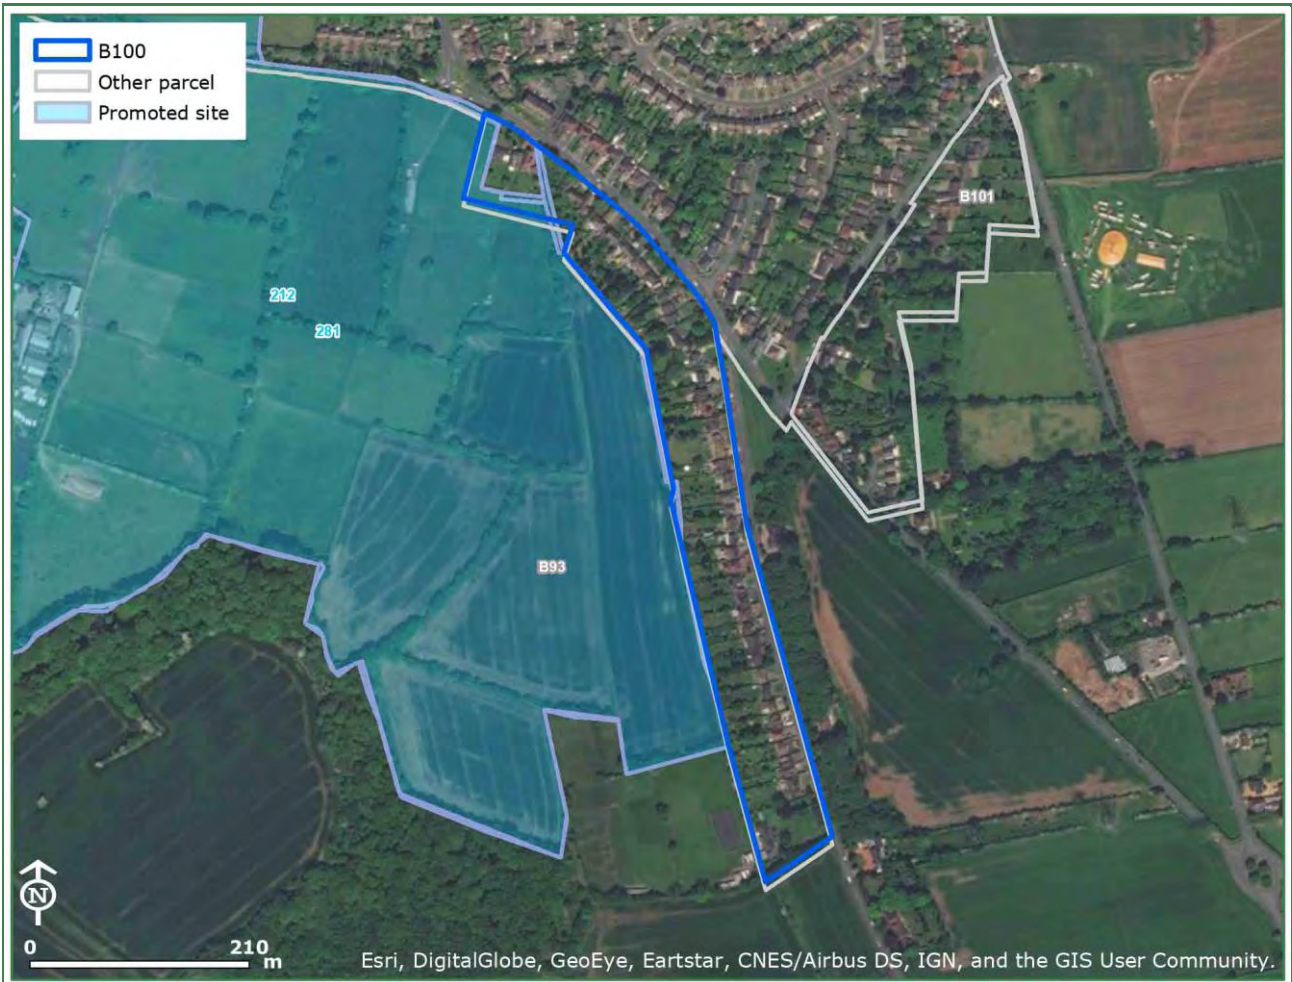 B100
Other parcel
Promoted site
B101
212
281
B93
N
0 210
m
Esri, DigitalGlobe, GeoEye, Eartstar, CNES/Airbus DS, IGN, and the GIS User Community.